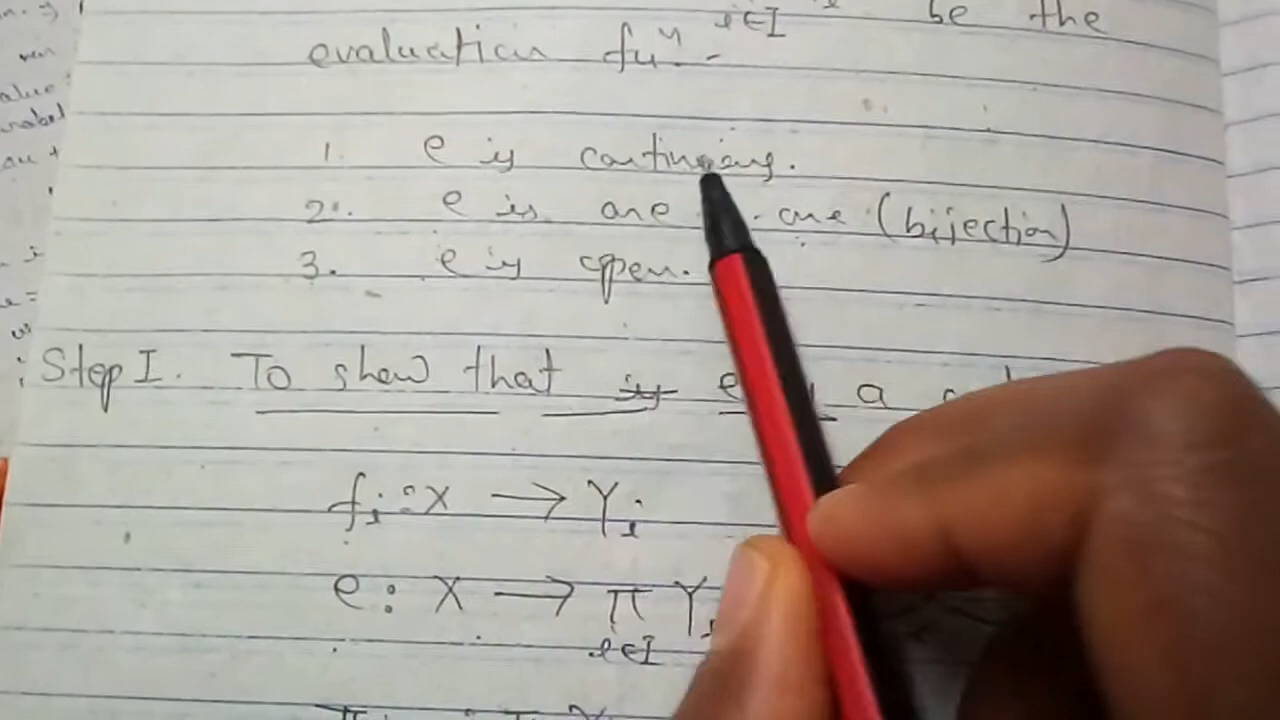 i∈I be the
evaluation fuⁿ -
1. e is continuous.
2. e is one - one (bijection)
3. e is open.
Step I. To show that e a
fᵢ : X → Yᵢ
e : X → π Yᵢ
i∈I